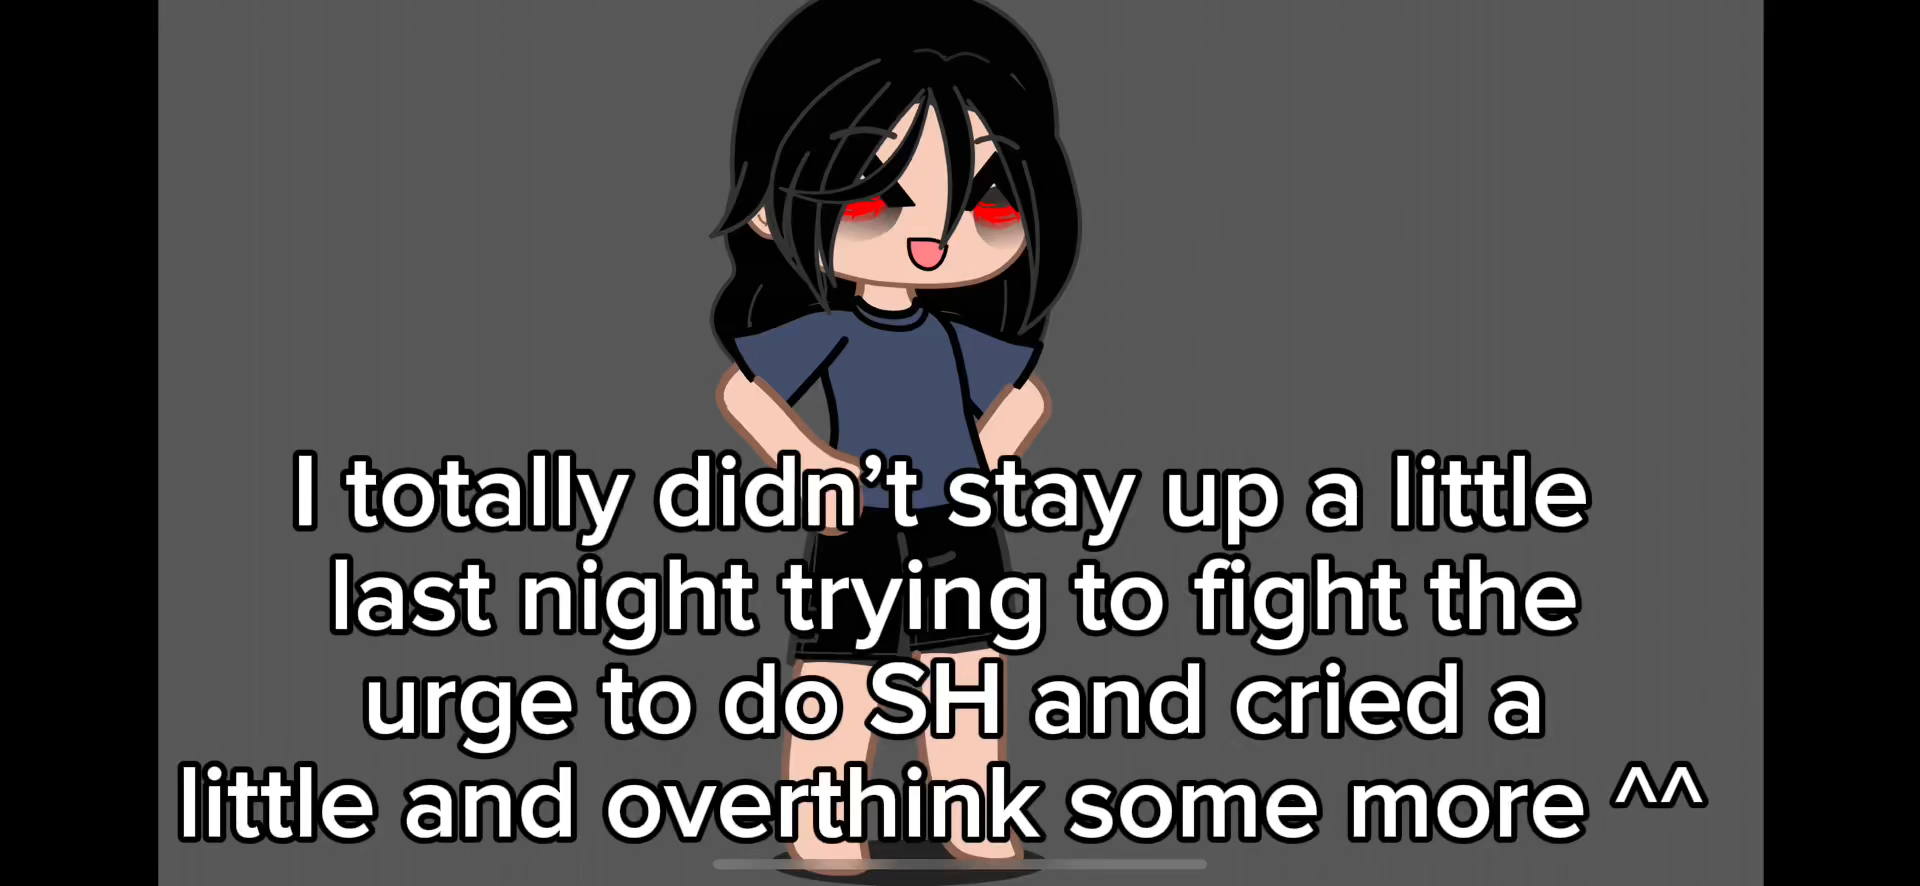 I totally didn’t stay up a little
last night trying to fight the
urge to do SH and cried a
little and overthink some more ^^